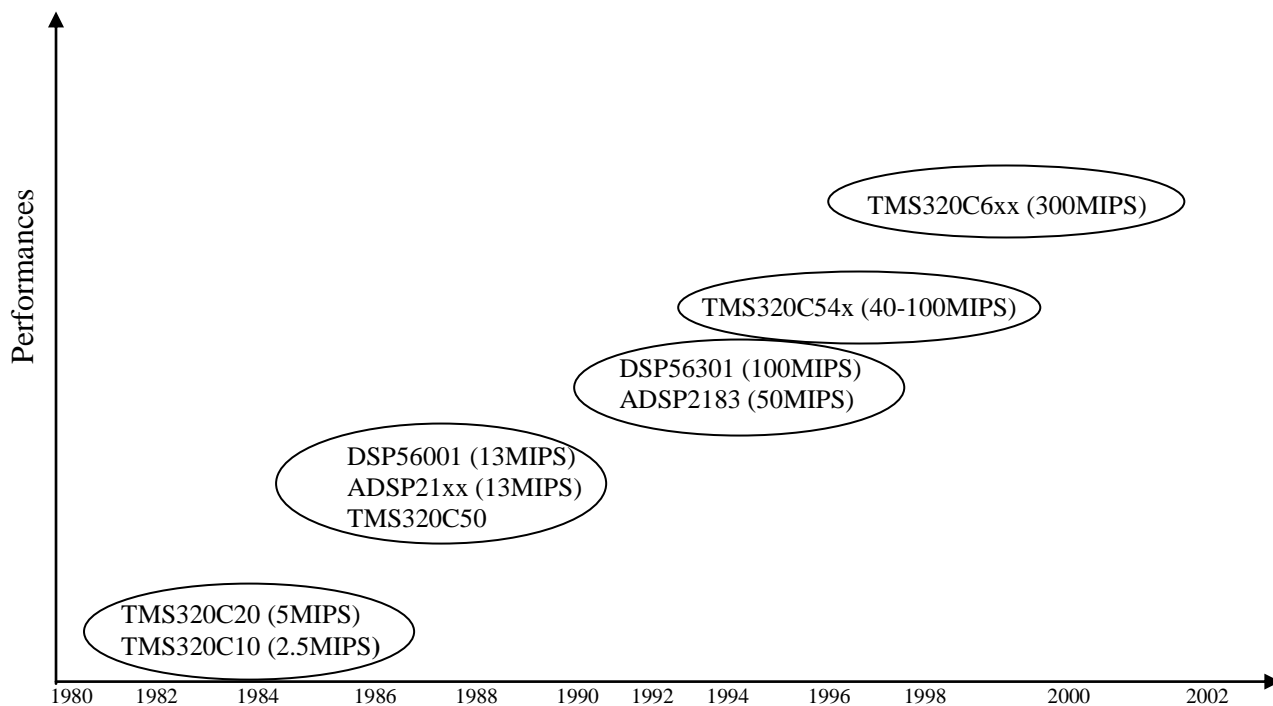 Performances
TMS320C6xx (300MIPS)
TMS320C54x (40-100MIPS)
DSP56301 (100MIPS)
ADSP2183 (50MIPS)
DSP56001 (13MIPS)
ADSP21xx (13MIPS)
TMS320C50
TMS320C20 (5MIPS)
TMS320C10 (2.5MIPS)
1980 1982 1984 1986 1988 1990 1992 1994 1996 1998 2000 2002